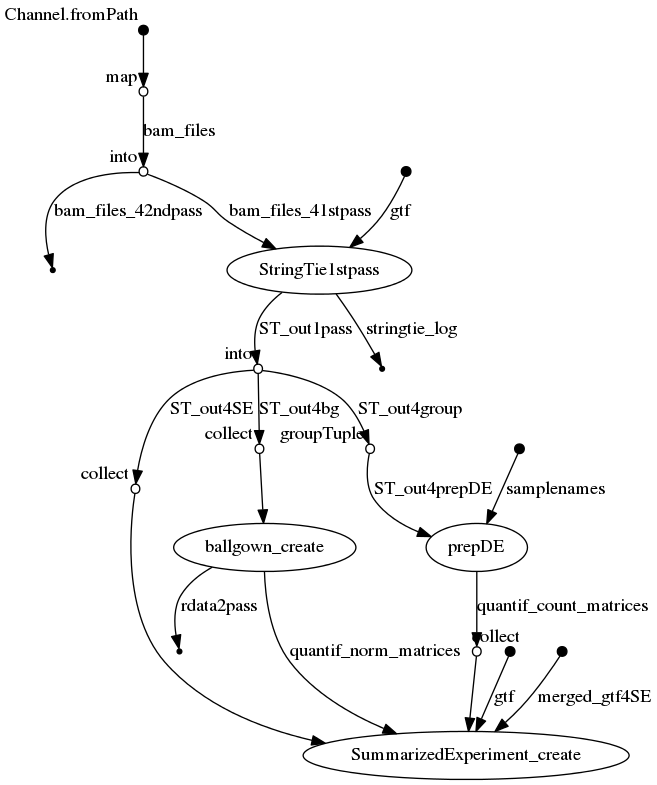 Channel.fromPath
map
bam_files
into
bam_files_42ndpass
bam_files_41stpass
gtf
StringTie1stpass
ST_out1pass
stringtie_log
into
ST_out4SE
ST_out4bg
ST_out4group
collect
groupTuple
collect
ST_out4prepDE
samplenames
ballgown_create
prepDE
rdata2pass
quantif_count_matrices
collect
quantif_norm_matrices
gtf
merged_gtf4SE
SummarizedExperiment_create